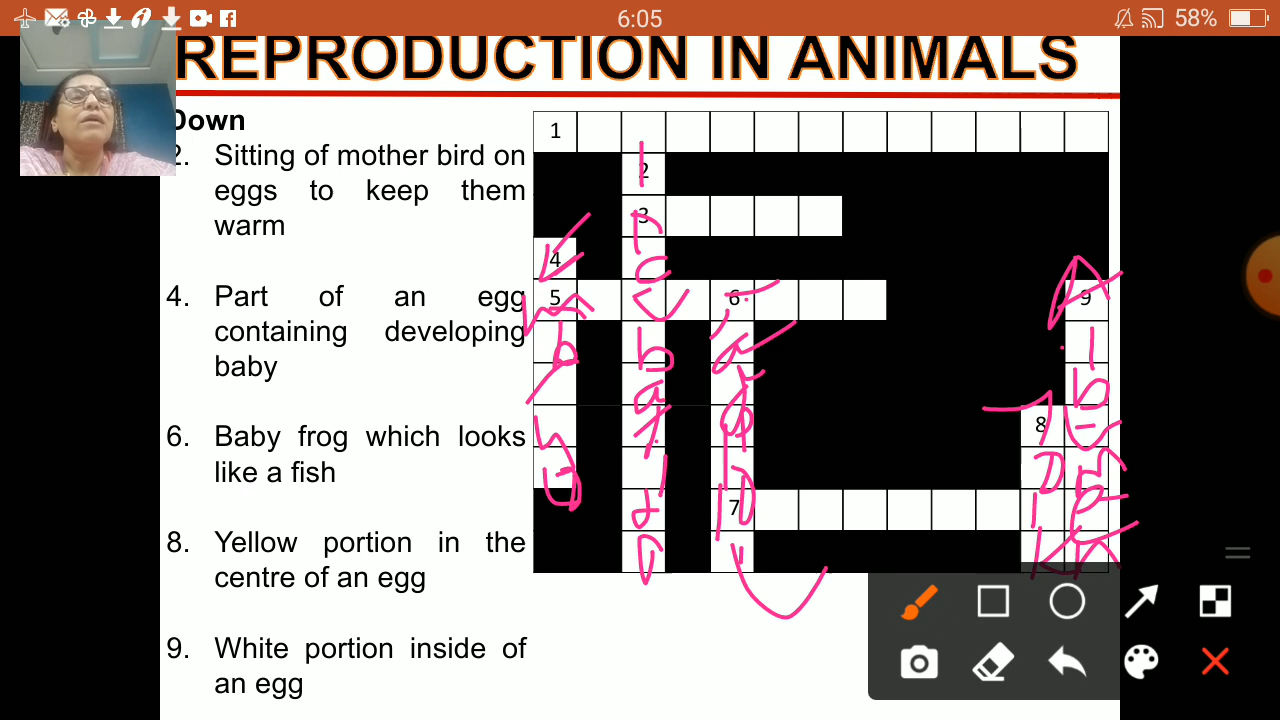 6:05
58%
REPRODUCTION IN ANIMALS
Down
2. Sitting of mother bird on
eggs to keep them
warm
4. Part of an egg
containing developing
baby
6. Baby frog which looks
like a fish
8. Yellow portion in the
centre of an egg
9. White portion inside of
an egg
1
2
3
4
5
6
9
8
7